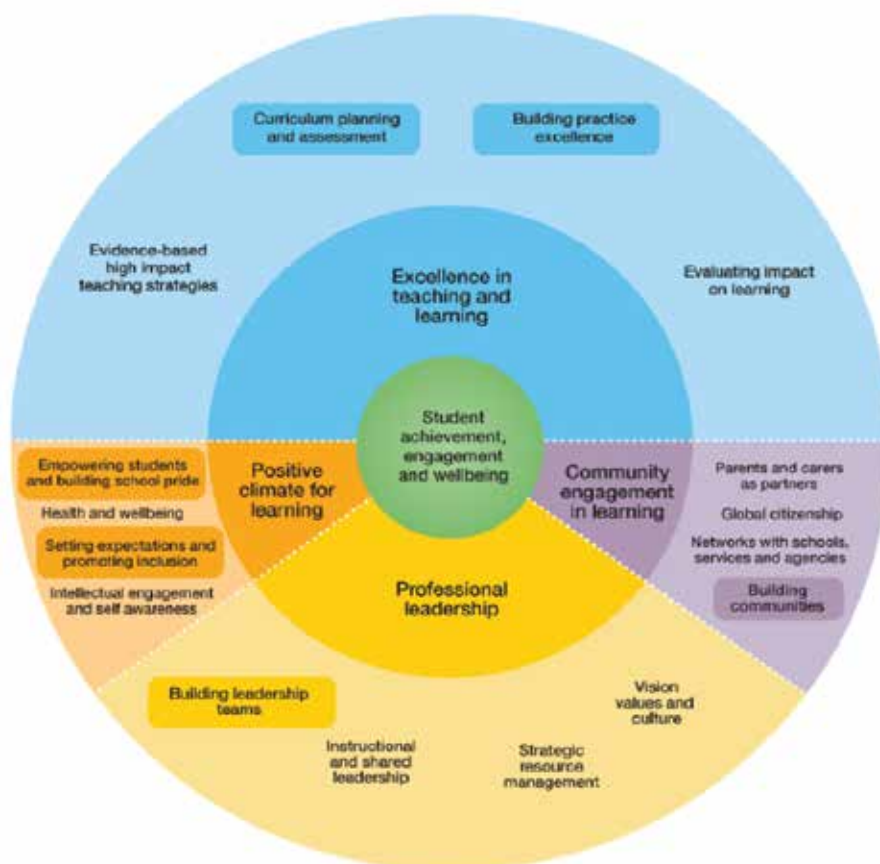 Curriculum planning
and assessment
Building practice
excellence
Evidence-based
high impact
teaching strategies
Excellence in
teaching and
learning
Evaluating impact
on learning
Student
achievement,
engagement
and wellbeing
Empowering students
and building school pride
Health and wellbeing
Setting expectations and
promoting inclusion
Intellectual engagement
and self awareness
Positive
climate for
learning
Community
engagement
in learning
Parents and carers
as partners
Global citizenship
Networks with schools,
services and agencies
Building
communities
Professional
leadership
Building leadership
teams
Instructional
and shared
leadership
Strategic
resource
management
Vision
values and
culture